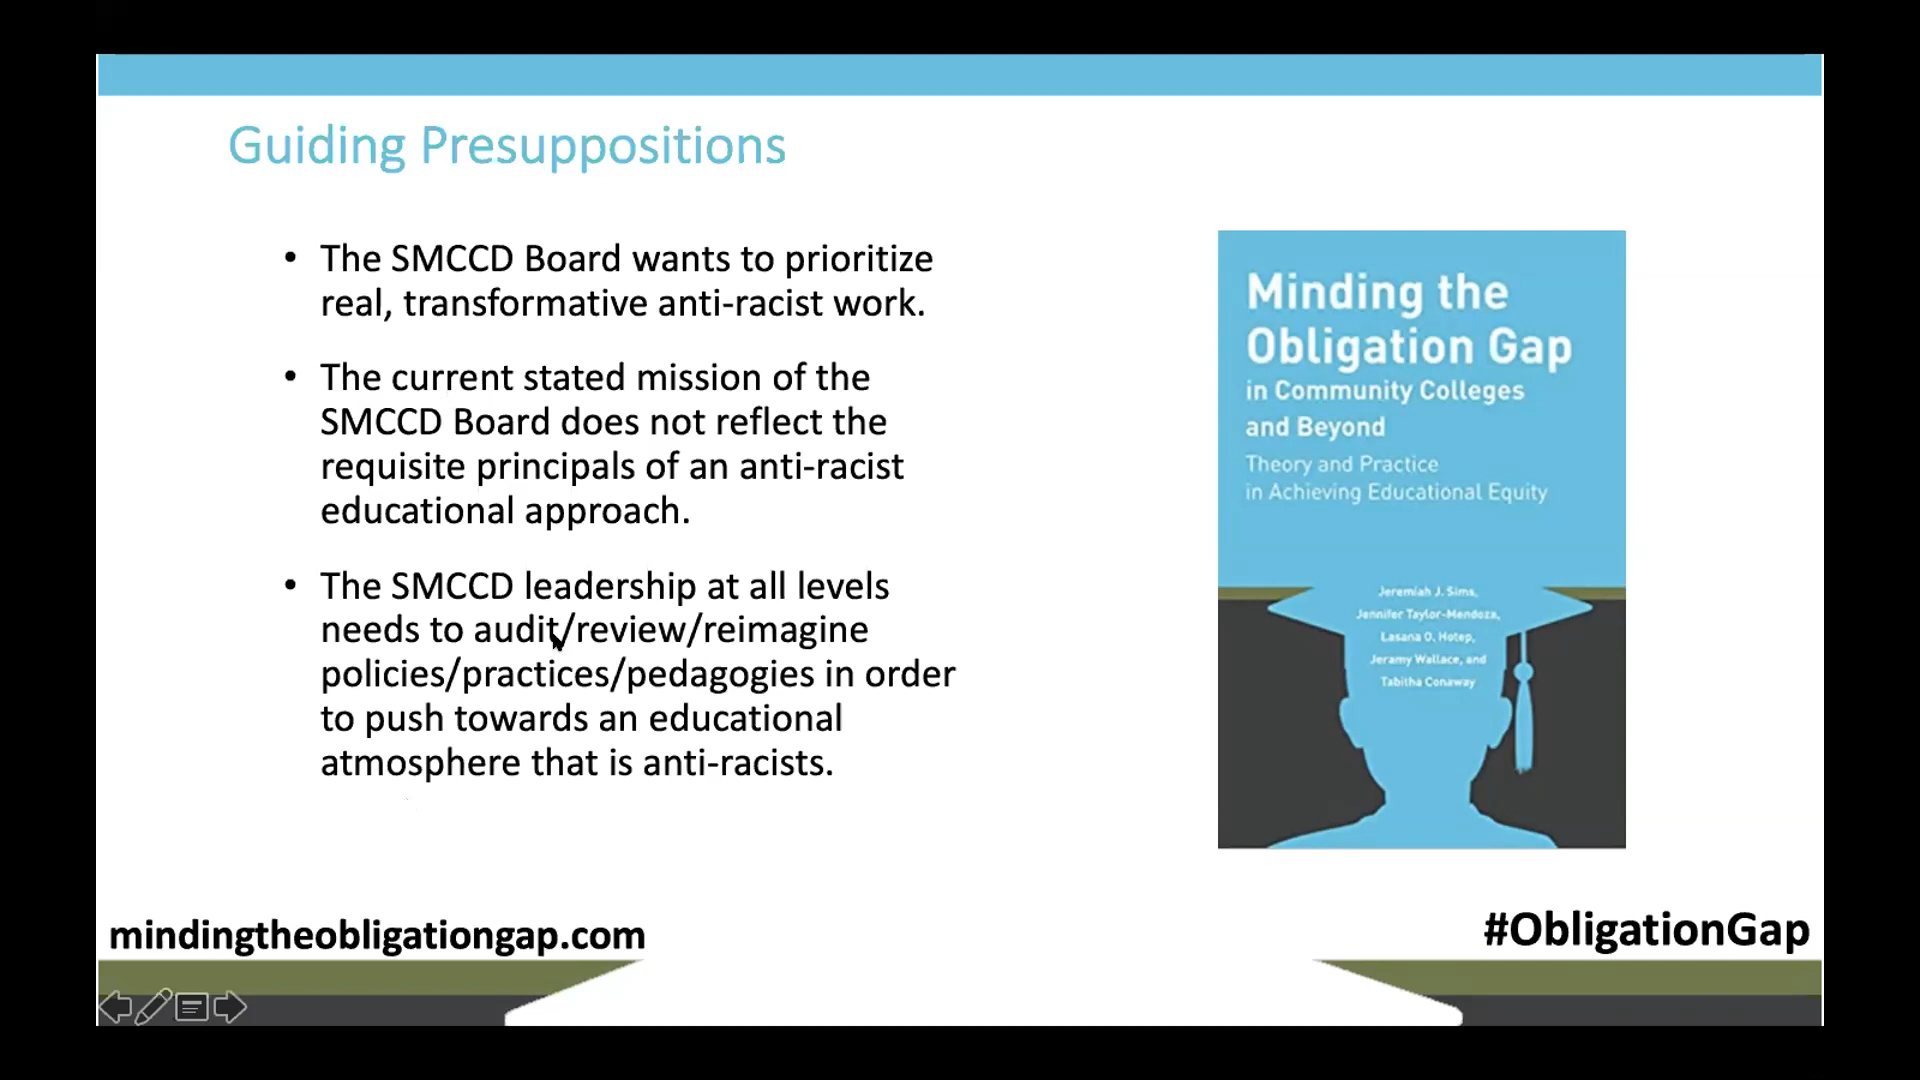 Guiding Presuppositions
• The SMCCD Board wants to prioritize
real, transformative anti-racist work.
• The current stated mission of the
SMCCD Board does not reflect the
requisite principals of an anti-racist
educational approach.
• The SMCCD leadership at all levels
needs to audit/review/reimagine
policies/practices/pedagogies in order
to push towards an educational
atmosphere that is anti-racists.
Minding the
Obligation Gap
in Community Colleges
and Beyond
Theory and Practice
in Achieving Educational Equity
Jeremiah J. Sims,
Jennifer Taylor-Mendoza,
Lasana O. Hotep,
Jeramy Wallace, and
Tabitha Conaway
mindingtheobligationgap.com
#ObligationGap